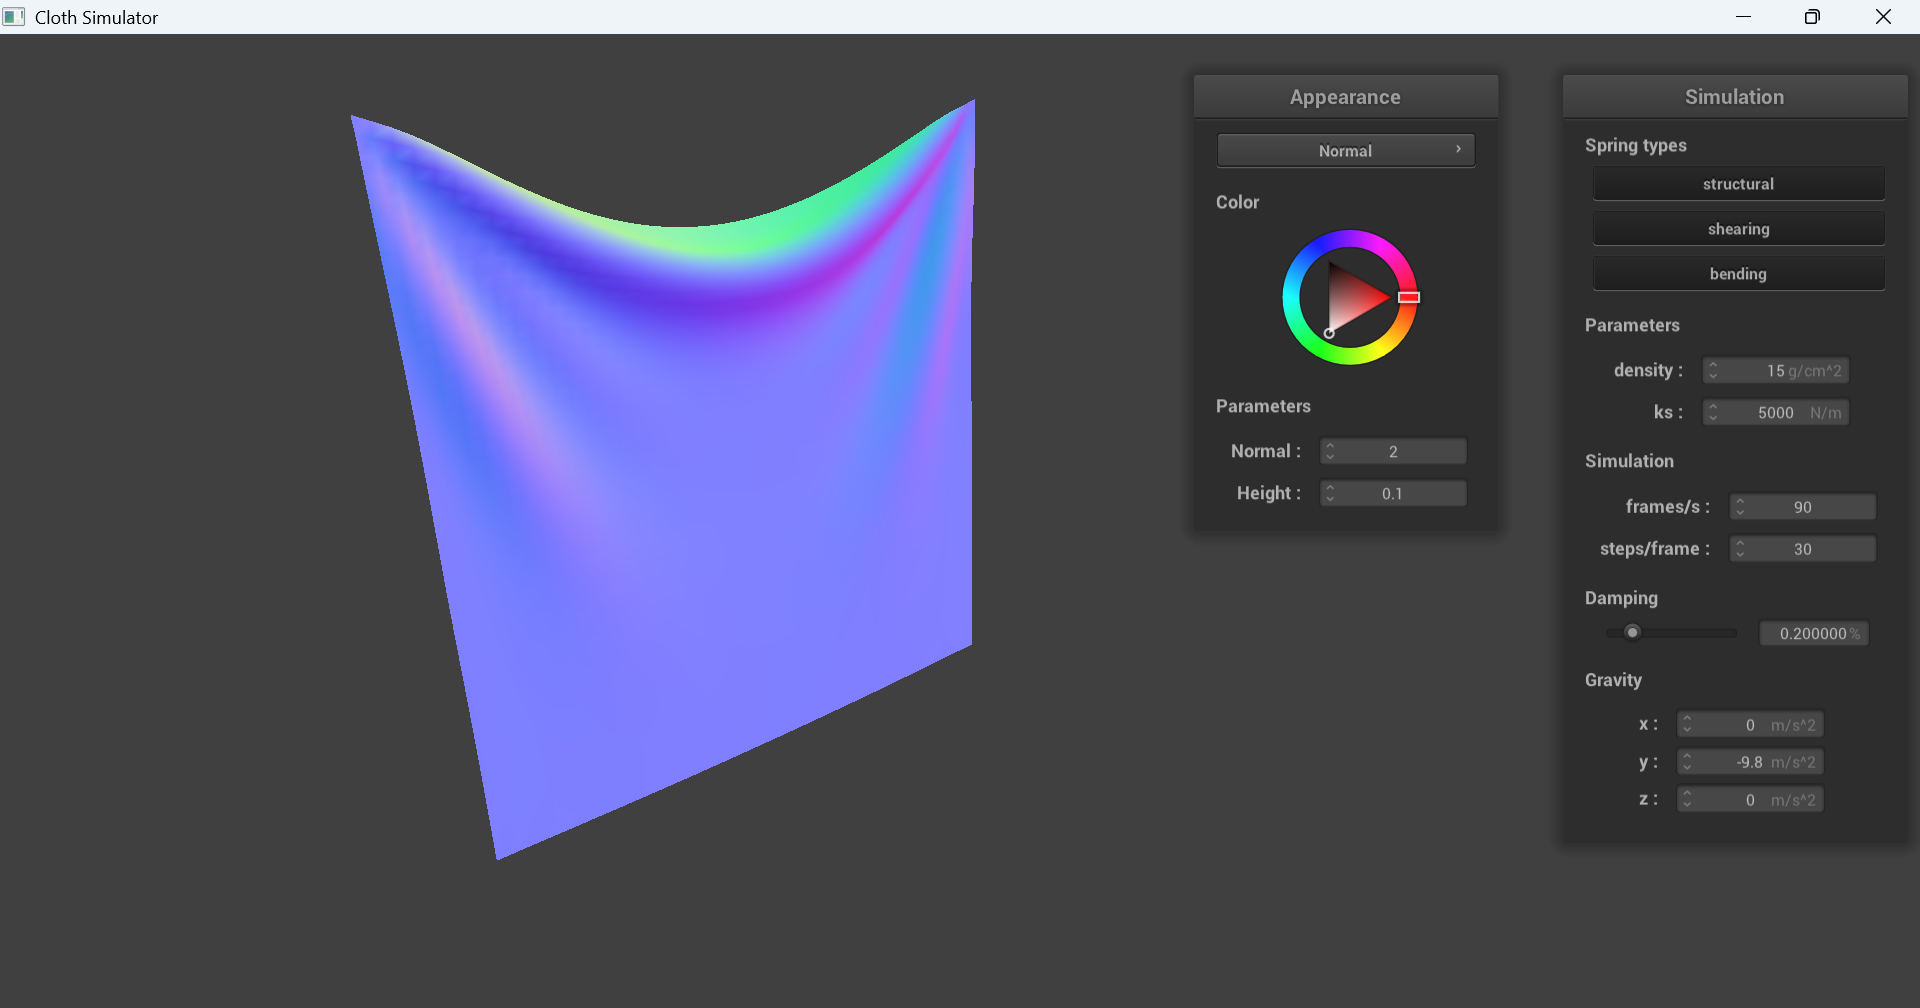 Cloth Simulator
Appearance
Normal
Color
Parameters
Normal : 2
Height : 0.1
Simulation
Spring types
structural
shearing
bending
Parameters
density : 15 g/cm^2
ks : 5000 N/m
Simulation
frames/s : 90
steps/frame : 30
Damping
0.200000 %
Gravity
x : 0 m/s^2
y : -9.8 m/s^2
z : 0 m/s^2